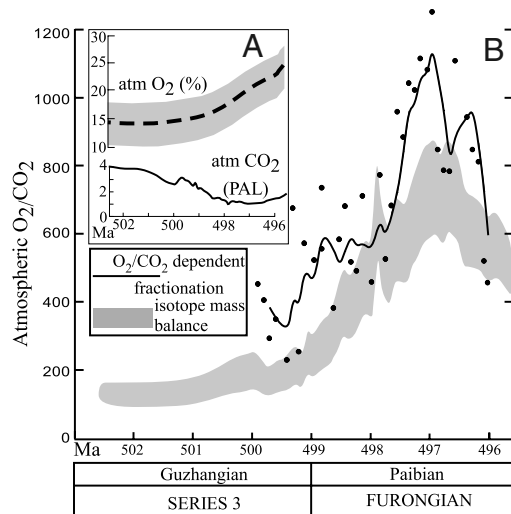 1200
1000
800
600
400
200
0
Atmospheric O2/CO2
A
B
30
25
20
15
10
atm O2 (%)
4
2
1
0
atm CO2
(PAL)
Ma
502
500
498
496
O2/CO2 dependent
fractionation
isotope mass
balance
Ma
502
501
500
499
498
497
496
Guzhangian
Paibian
SERIES 3
FURONGIAN